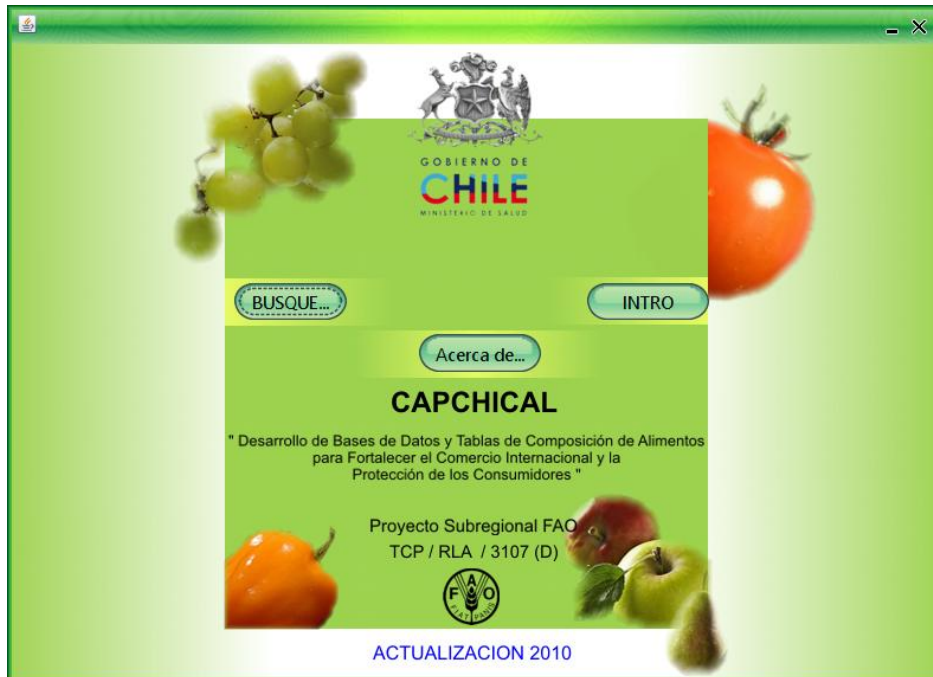 GOBIERNO DE
CHILE
MINISTERIO DE SALUD
BUSQUE...
INTRO
Acerca de...
CAPCHICAL
" Desarrollo de Bases de Datos y Tablas de Composición de Alimentos
para Fortalecer el Comercio Internacional y la
Protección de los Consumidores "
Proyecto Subregional FAO
TCP / RLA / 3107 (D)
F A O
FIAT PANIS
ACTUALIZACION 2010